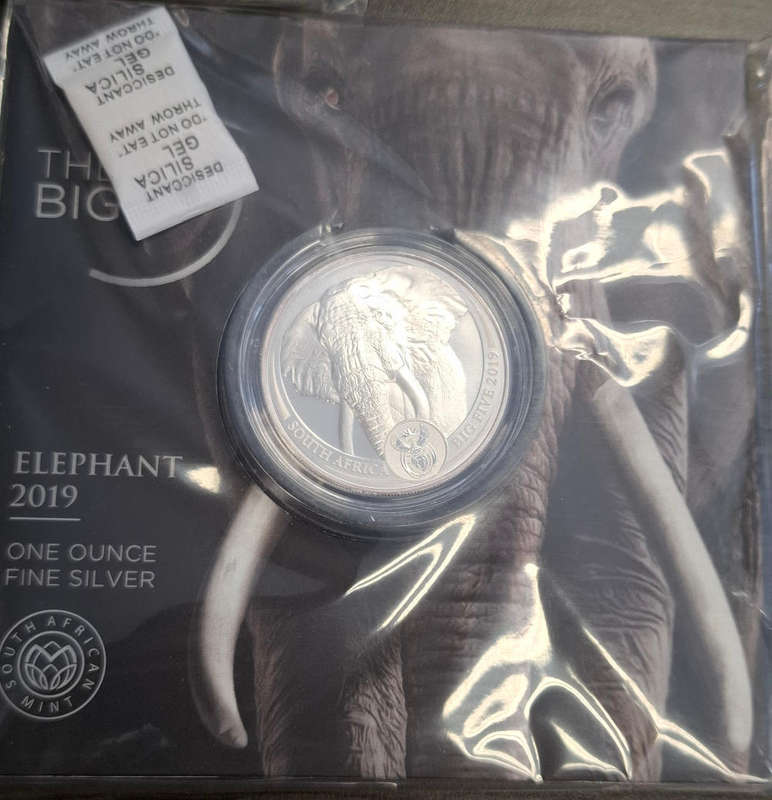 DESICCANT
SILICA
GEL
"DO NOT EAT"
THROW AWAY
DESICCANT
SILICA
GEL
"DO NOT EAT"
THROW AWAY
THE
BIG
SOUTH AFRICA
BIG FIVE 2019
ELEPHANT
2019
ONE OUNCE
FINE SILVER
SOUTH AFRICAN
MINT